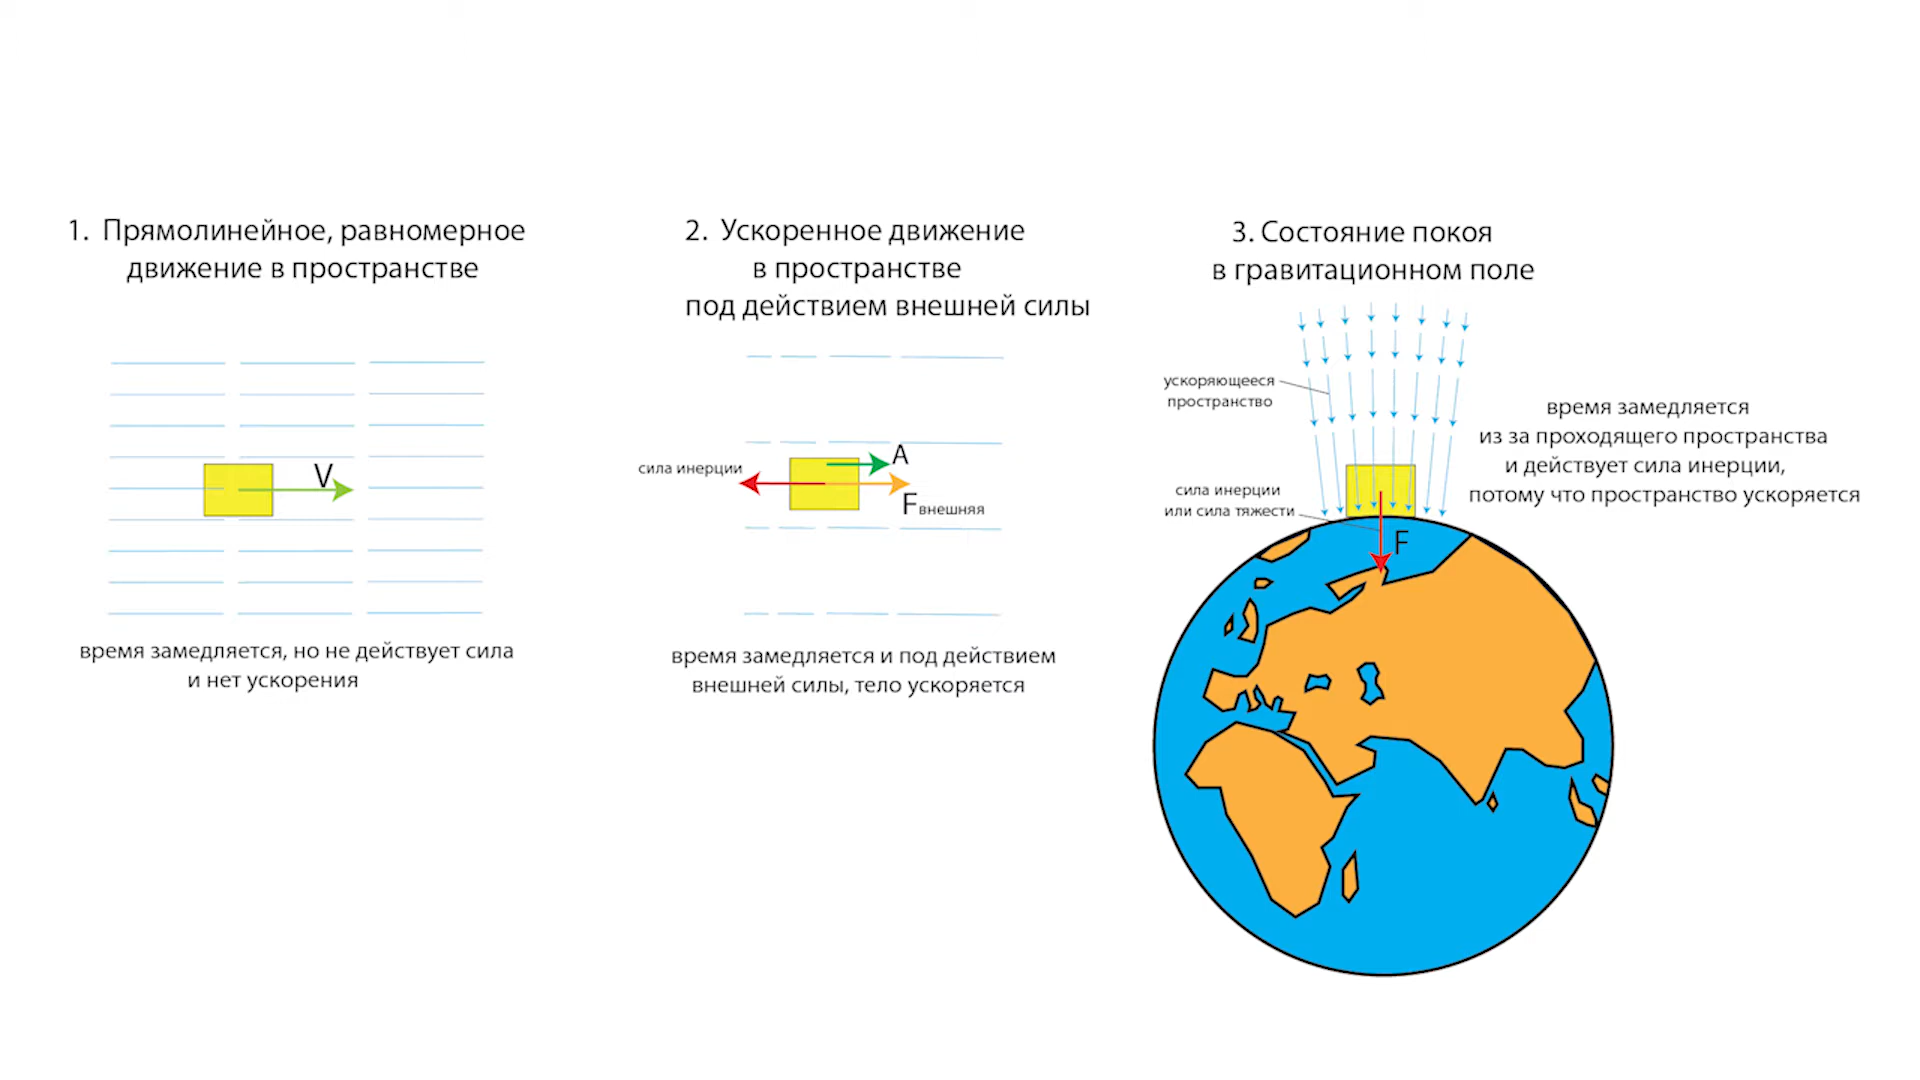 1. Прямолинейное, равномерное
движение в пространстве
V
время замедляется, но не действует сила
и нет ускорения
2. Ускоренное движение
в пространстве
под действием внешней силы
сила инерции
A
Fвнешняя
время замедляется и под действием
внешней силы, тело ускоряется
3. Состояние покоя
в гравитационном поле
ускоряющееся
пространство
сила инерции
или сила тяжести
F
время замедляется
из за проходящего пространства
и действует сила инерции,
потому что пространство ускоряется